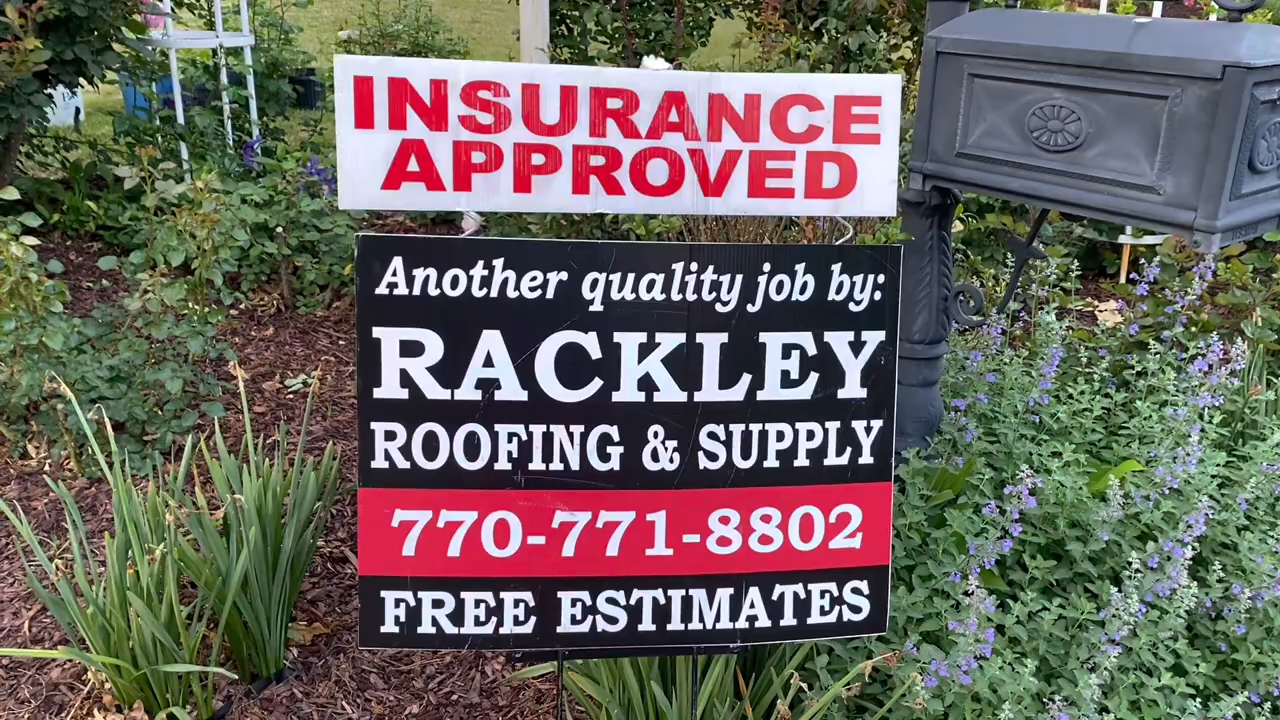 INSURANCE
APPROVED
Another quality job by:
RACKLEY
ROOFING & SUPPLY
770-771-8802
FREE ESTIMATES